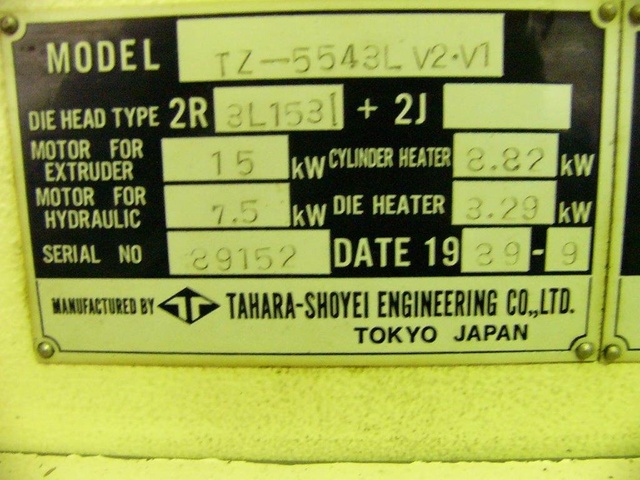 MODEL TZ-5543L V2·V1
DIE HEAD TYPE 2R 3L1531 + 2J
MOTOR FOR EXTRUDER 15 kW CYLINDER HEATER 8.82 kW
MOTOR FOR HYDRAULIC 7.5 kW DIE HEATER 3.29 kW
SERIAL NO 89152 DATE 19 89-9
MANUFACTURED BY TAHARA-SHOYEI ENGINEERING CO.,LTD.
TOKYO JAPAN